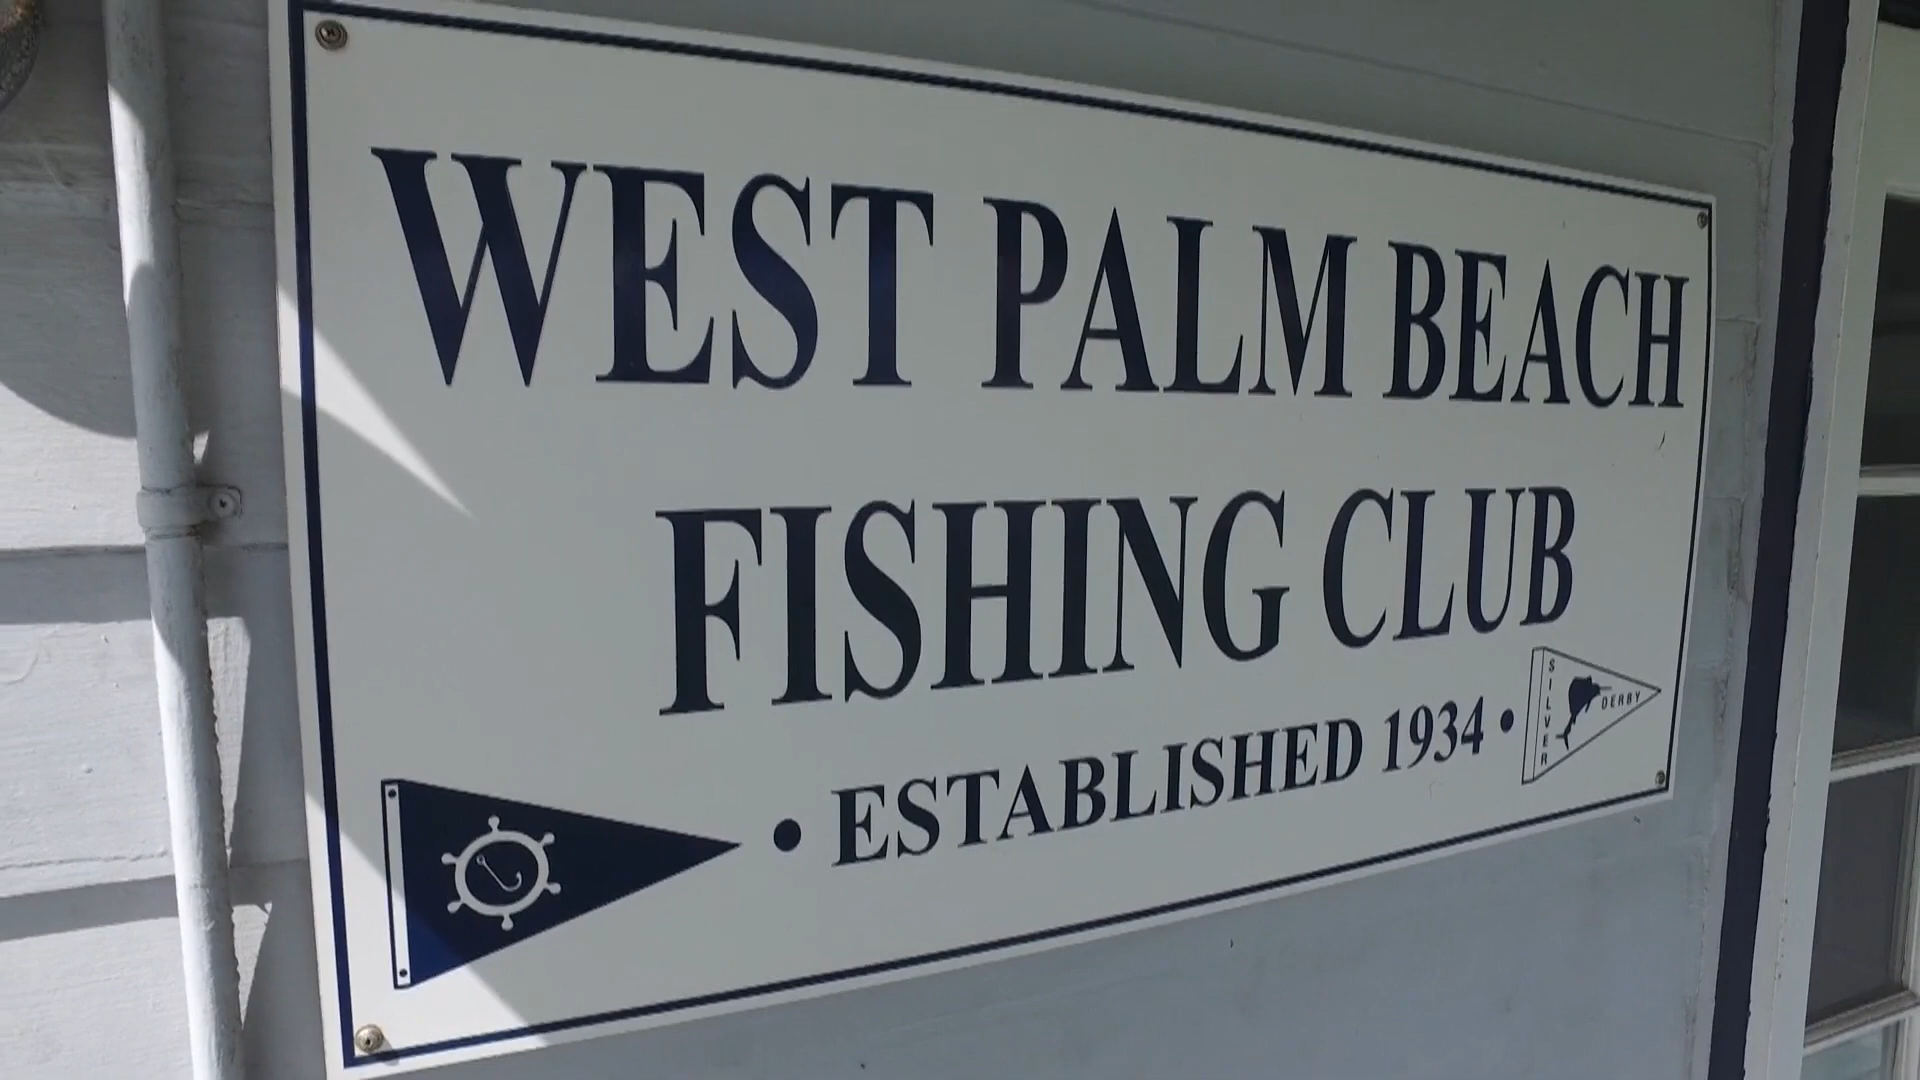 WEST PALM BEACH
FISHING CLUB
• ESTABLISHED 1934 •
SILVER
DERBY